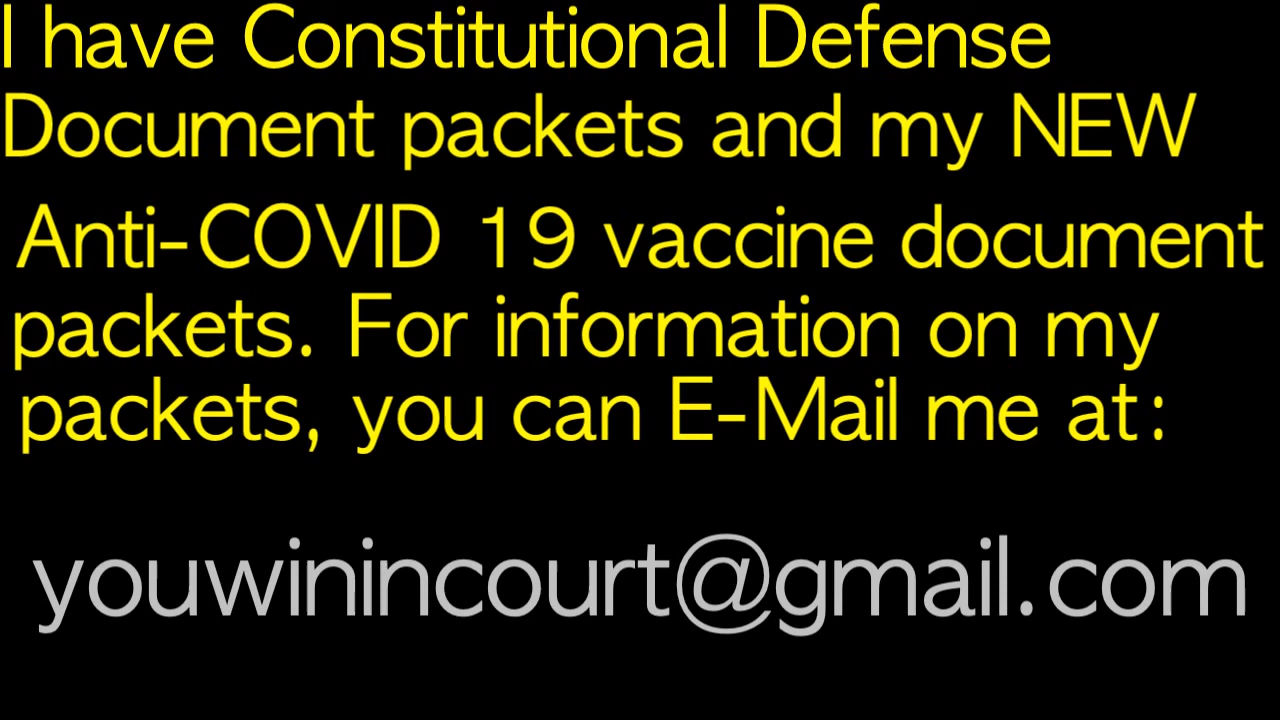 I have Constitutional Defense
Document packets and my NEW
Anti-COVID 19 vaccine document
packets. For information on my
packets, you can E-Mail me at:
youwinincourt@gmail.com